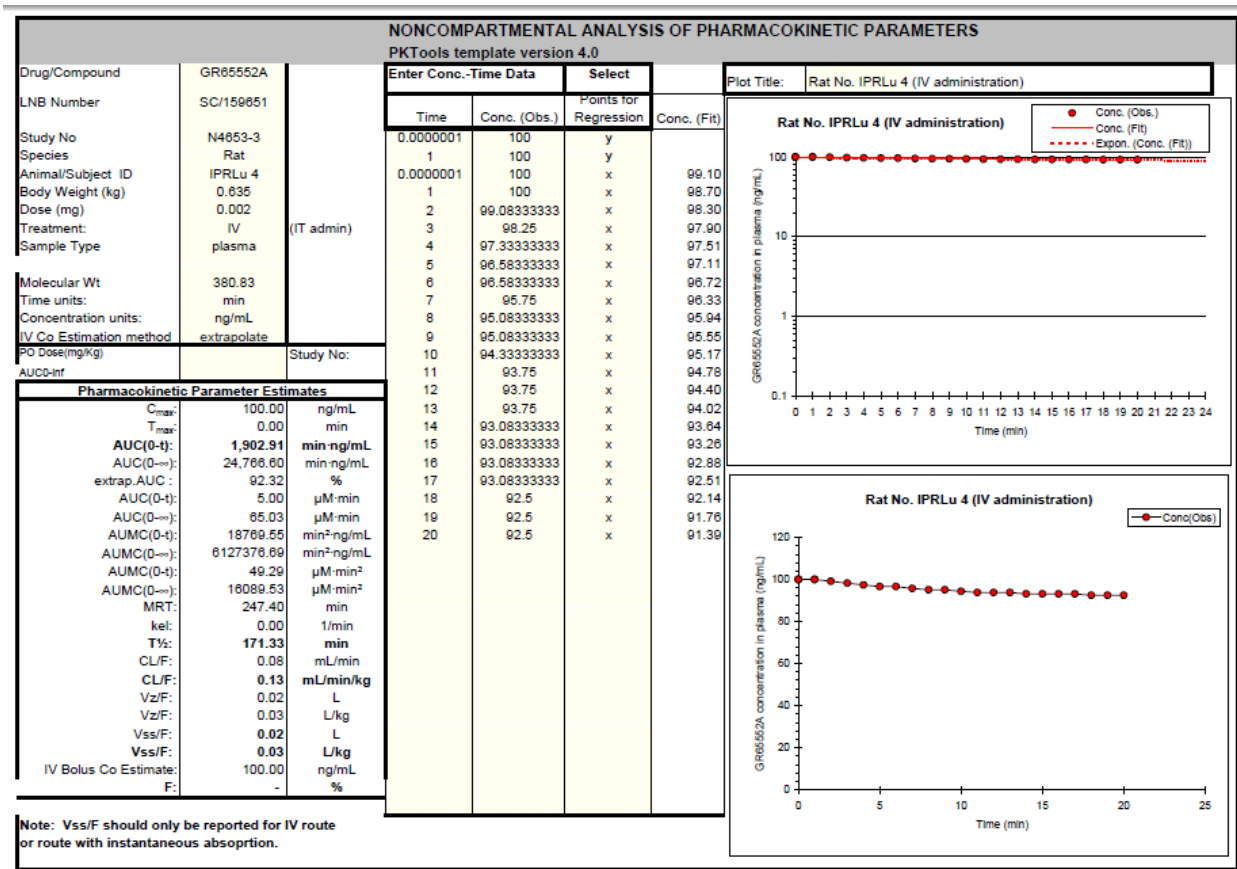 NONCOMPARTMENTAL ANALYSIS OF PHARMACOKINETIC PARAMETERS
PKTools template version 4.0
Drug/Compound GR65552A
LNB Number SC/159651
Study No N4653-3
Species Rat
Animal/Subject ID IPRLu 4
Body Weight (kg) 0.635
Dose (mg) 0.002
Treatment: IV (IT admin)
Sample Type plasma
Molecular Wt 380.83
Time units: min
Concentration units: ng/mL
IV Co Estimation method extrapolate
PO Dose(mg/Kg) Study No:
AUC0-Inf
Pharmacokinetic Parameter Estimates
Cmax: 100.00 ng/mL
Tmax: 0.00 min
AUC(0-t): 1,902.91 min·ng/mL
AUC(0-∞): 24,766.60 min·ng/mL
extrap.AUC : 92.32 %
AUC(0-t): 5.00 µM·min
AUC(0-∞): 65.03 µM·min
AUMC(0-t): 18769.55 min²·ng/mL
AUMC(0-∞): 6127376.69 min²·ng/mL
AUMC(0-t): 49.29 µM·min²
AUMC(0-∞): 16089.53 µM·min²
MRT: 247.40 min
kel: 0.00 1/min
T½: 171.33 min
CL/F: 0.08 mL/min
CL/F: 0.13 mL/min/kg
Vz/F: 0.02 L
Vz/F: 0.03 L/kg
Vss/F: 0.02 L
Vss/F: 0.03 L/kg
IV Bolus Co Estimate: 100.00 ng/mL
F: - %
Note: Vss/F should only be reported for IV route
or route with instantaneous absoprtion.
Enter Conc.-Time Data Select
Points for
Time Conc. (Obs.) Regression Conc. (Fit)
0.0000001 100 y
1 100 y
0.0000001 100 x 99.10
1 100 x 98.70
2 99.08333333 x 98.30
3 98.25 x 97.90
4 97.33333333 x 97.51
5 96.58333333 x 97.11
6 96.58333333 x 96.72
7 95.75 x 96.33
8 95.08333333 x 95.94
9 95.08333333 x 95.55
10 94.33333333 x 95.17
11 93.75 x 94.78
12 93.75 x 94.40
13 93.75 x 94.02
14 93.08333333 x 93.64
15 93.08333333 x 93.26
16 93.08333333 x 92.88
17 93.08333333 x 92.51
18 92.5 x 92.14
19 92.5 x 91.76
20 92.5 x 91.39
Plot Title: Rat No. IPRLu 4 (IV administration)
Rat No. IPRLu 4 (IV administration)
Conc. (Obs.)
Conc. (Fit)
Expon. (Conc. (Fit))
GR65552A concentration in plasma (ng/mL)
100
10
1
0.1
0 1 2 3 4 5 6 7 8 9 10 11 12 13 14 15 16 17 18 19 20 21 22 23 24
Time (min)
Rat No. IPRLu 4 (IV administration)
Conc(Obs)
GR65552A concentration in plasma (ng/mL)
120
100
80
60
40
20
0
0 5 10 15 20 25
Time (min)